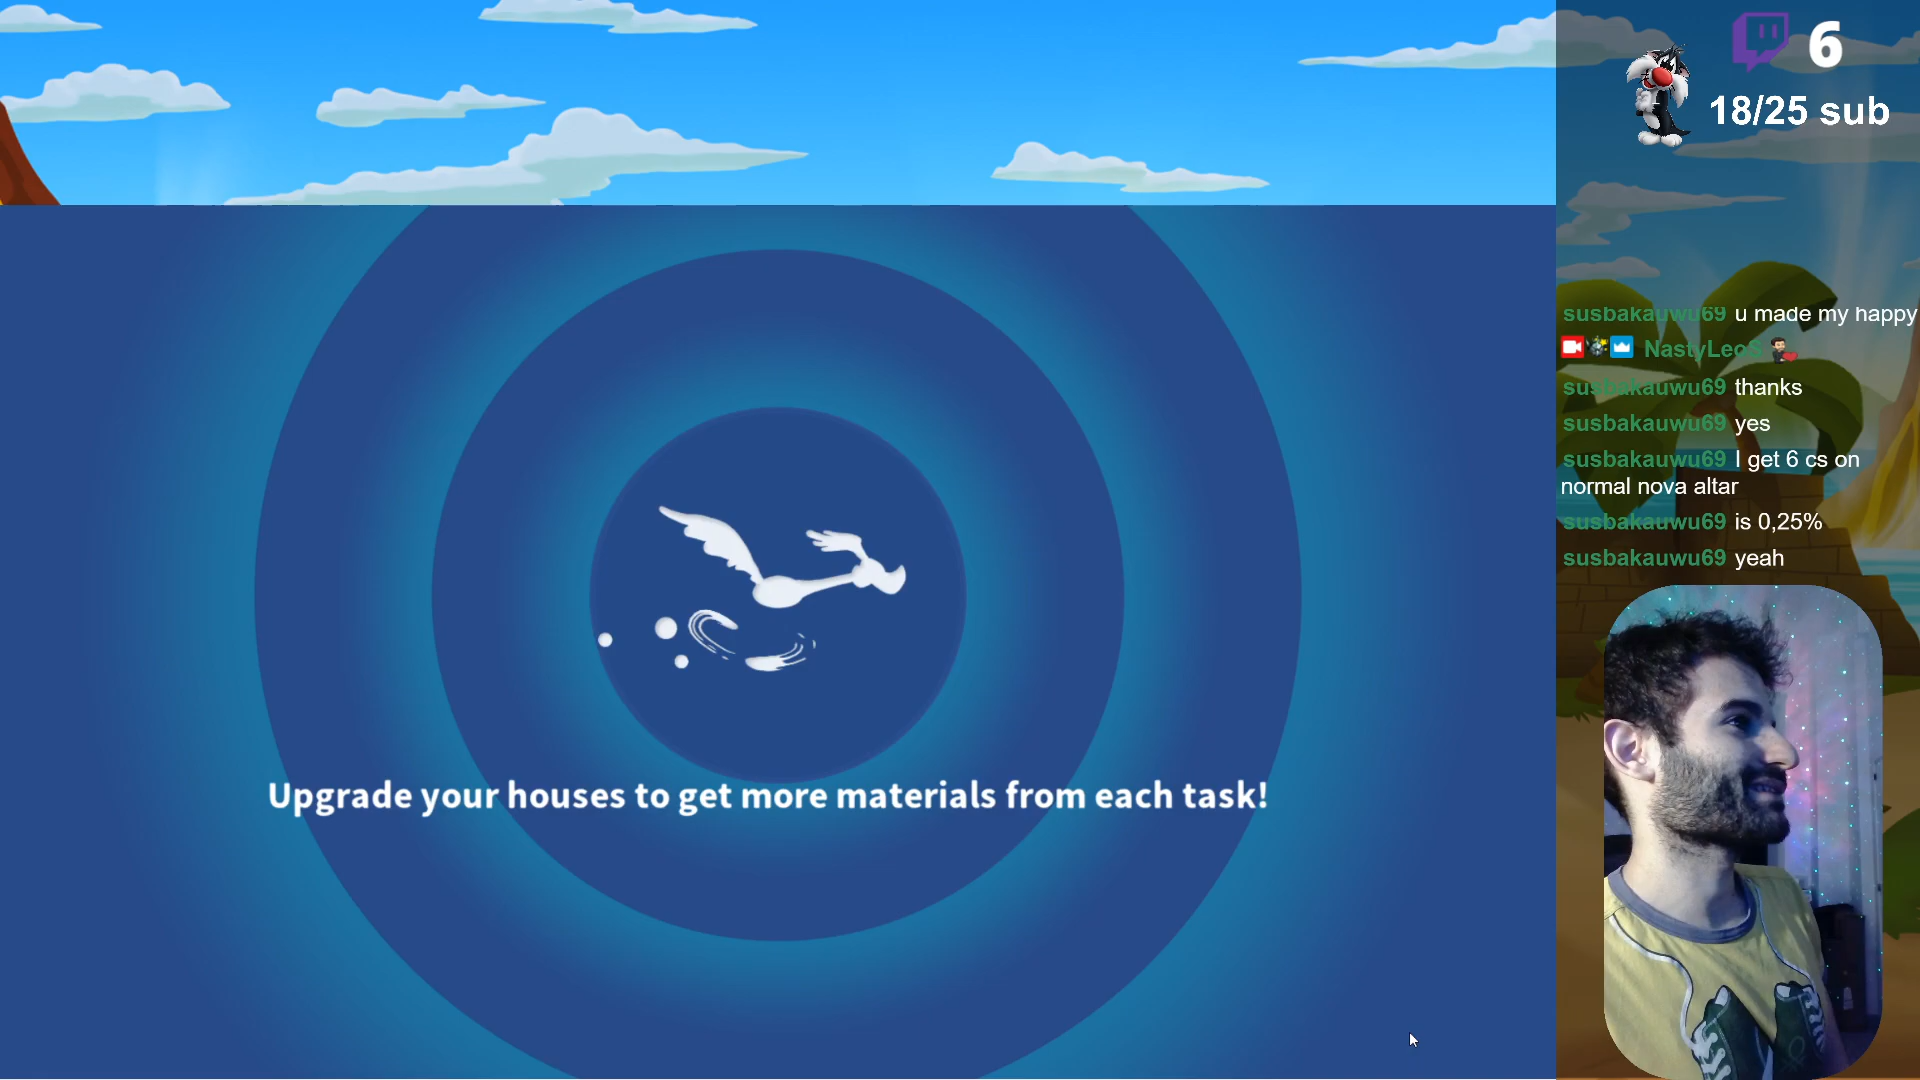 6
18/25 sub
susbakauwu69 u made my happy
NastyLeoS
susbakauwu69 thanks
susbakauwu69 yes
susbakauwu69 I get 6 cs on
normal nova altar
susbakauwu69 is 0,25%
susbakauwu69 yeah
Upgrade your houses to get more materials from each task!